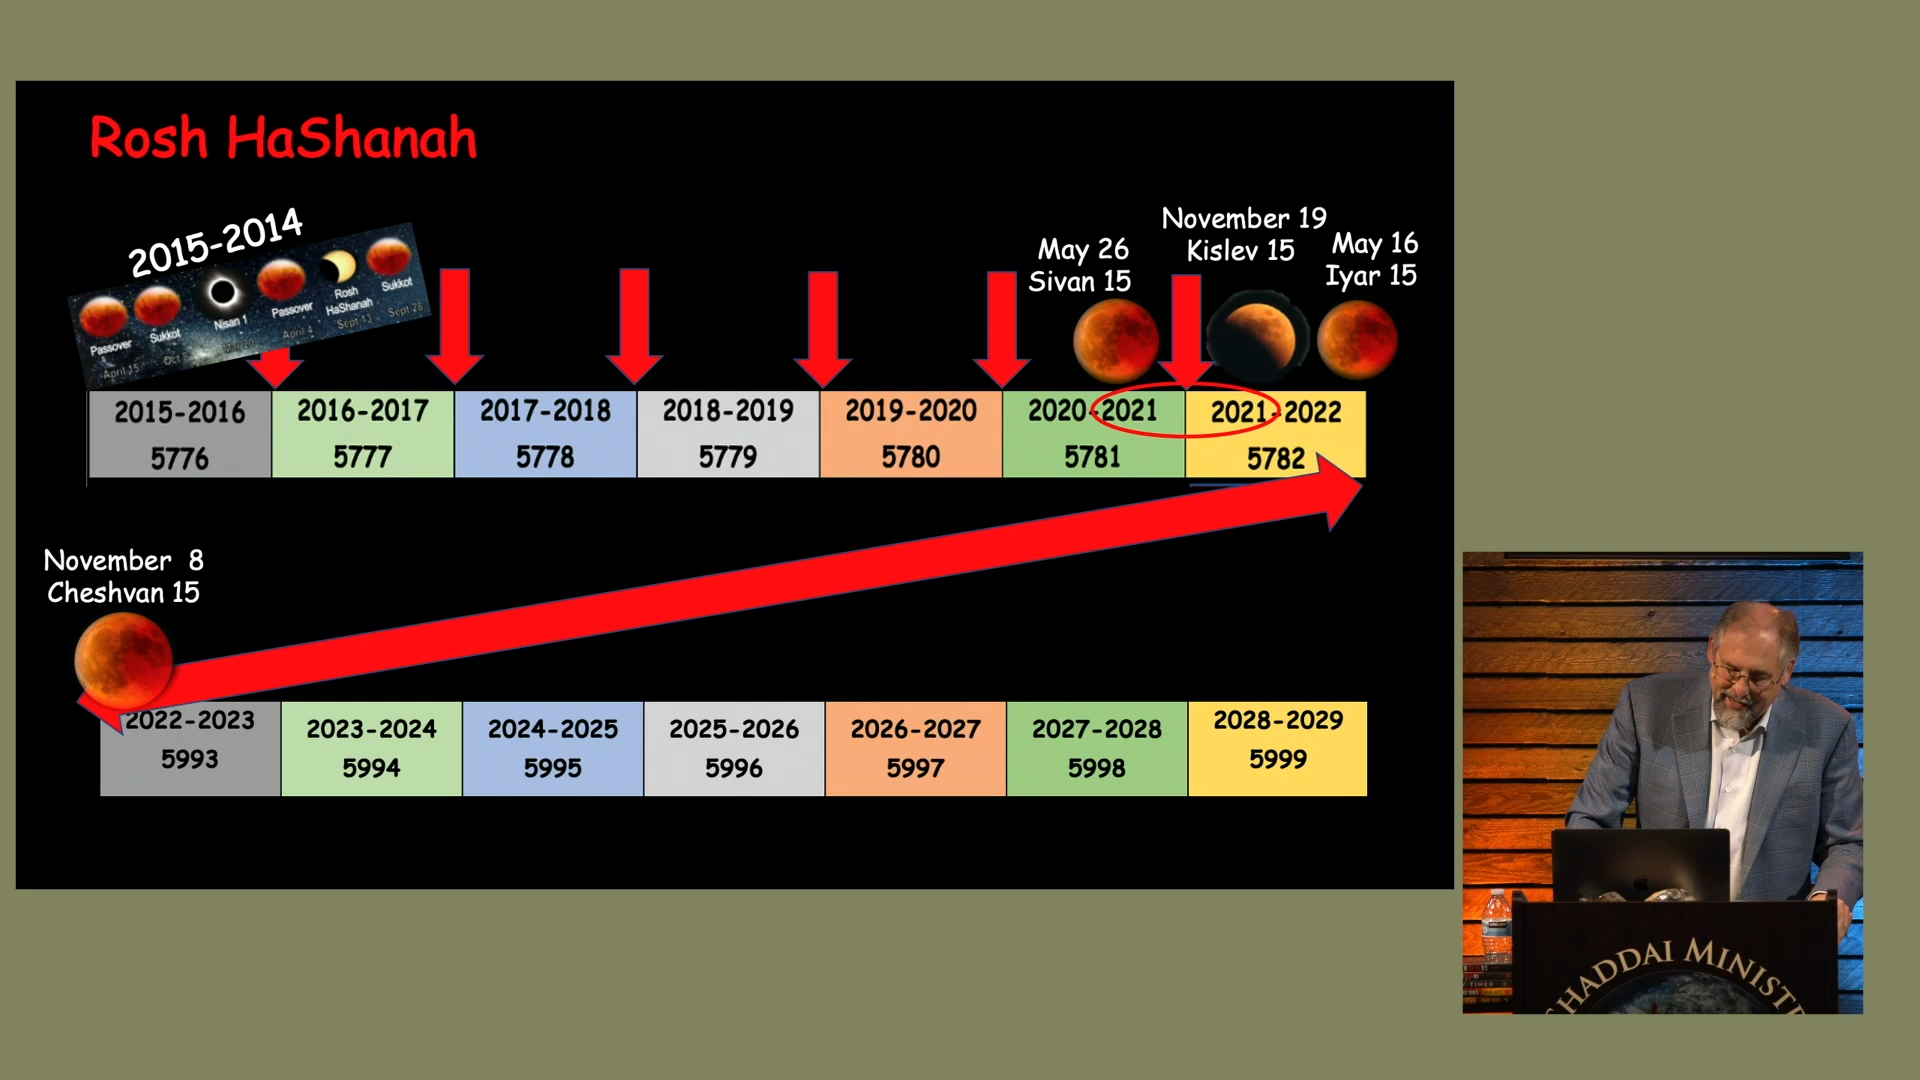 Rosh HaShanah
2015-2014
Passover
Sukkot
Nisan 1
Passover
Rosh
HaShanah
Sukkot
April 15
April 4
Sept 13
Sept 28
May 26
Sivan 15
November 19
Kislev 15
May 16
Iyar 15
2015-2016
5776
2016-2017
5777
2017-2018
5778
2018-2019
5779
2019-2020
5780
2020-2021
5781
2021-2022
5782
November 8
Cheshvan 15
2022-2023
5993
2023-2024
5994
2024-2025
5995
2025-2026
5996
2026-2027
5997
2027-2028
5998
2028-2029
5999
SHADDAI